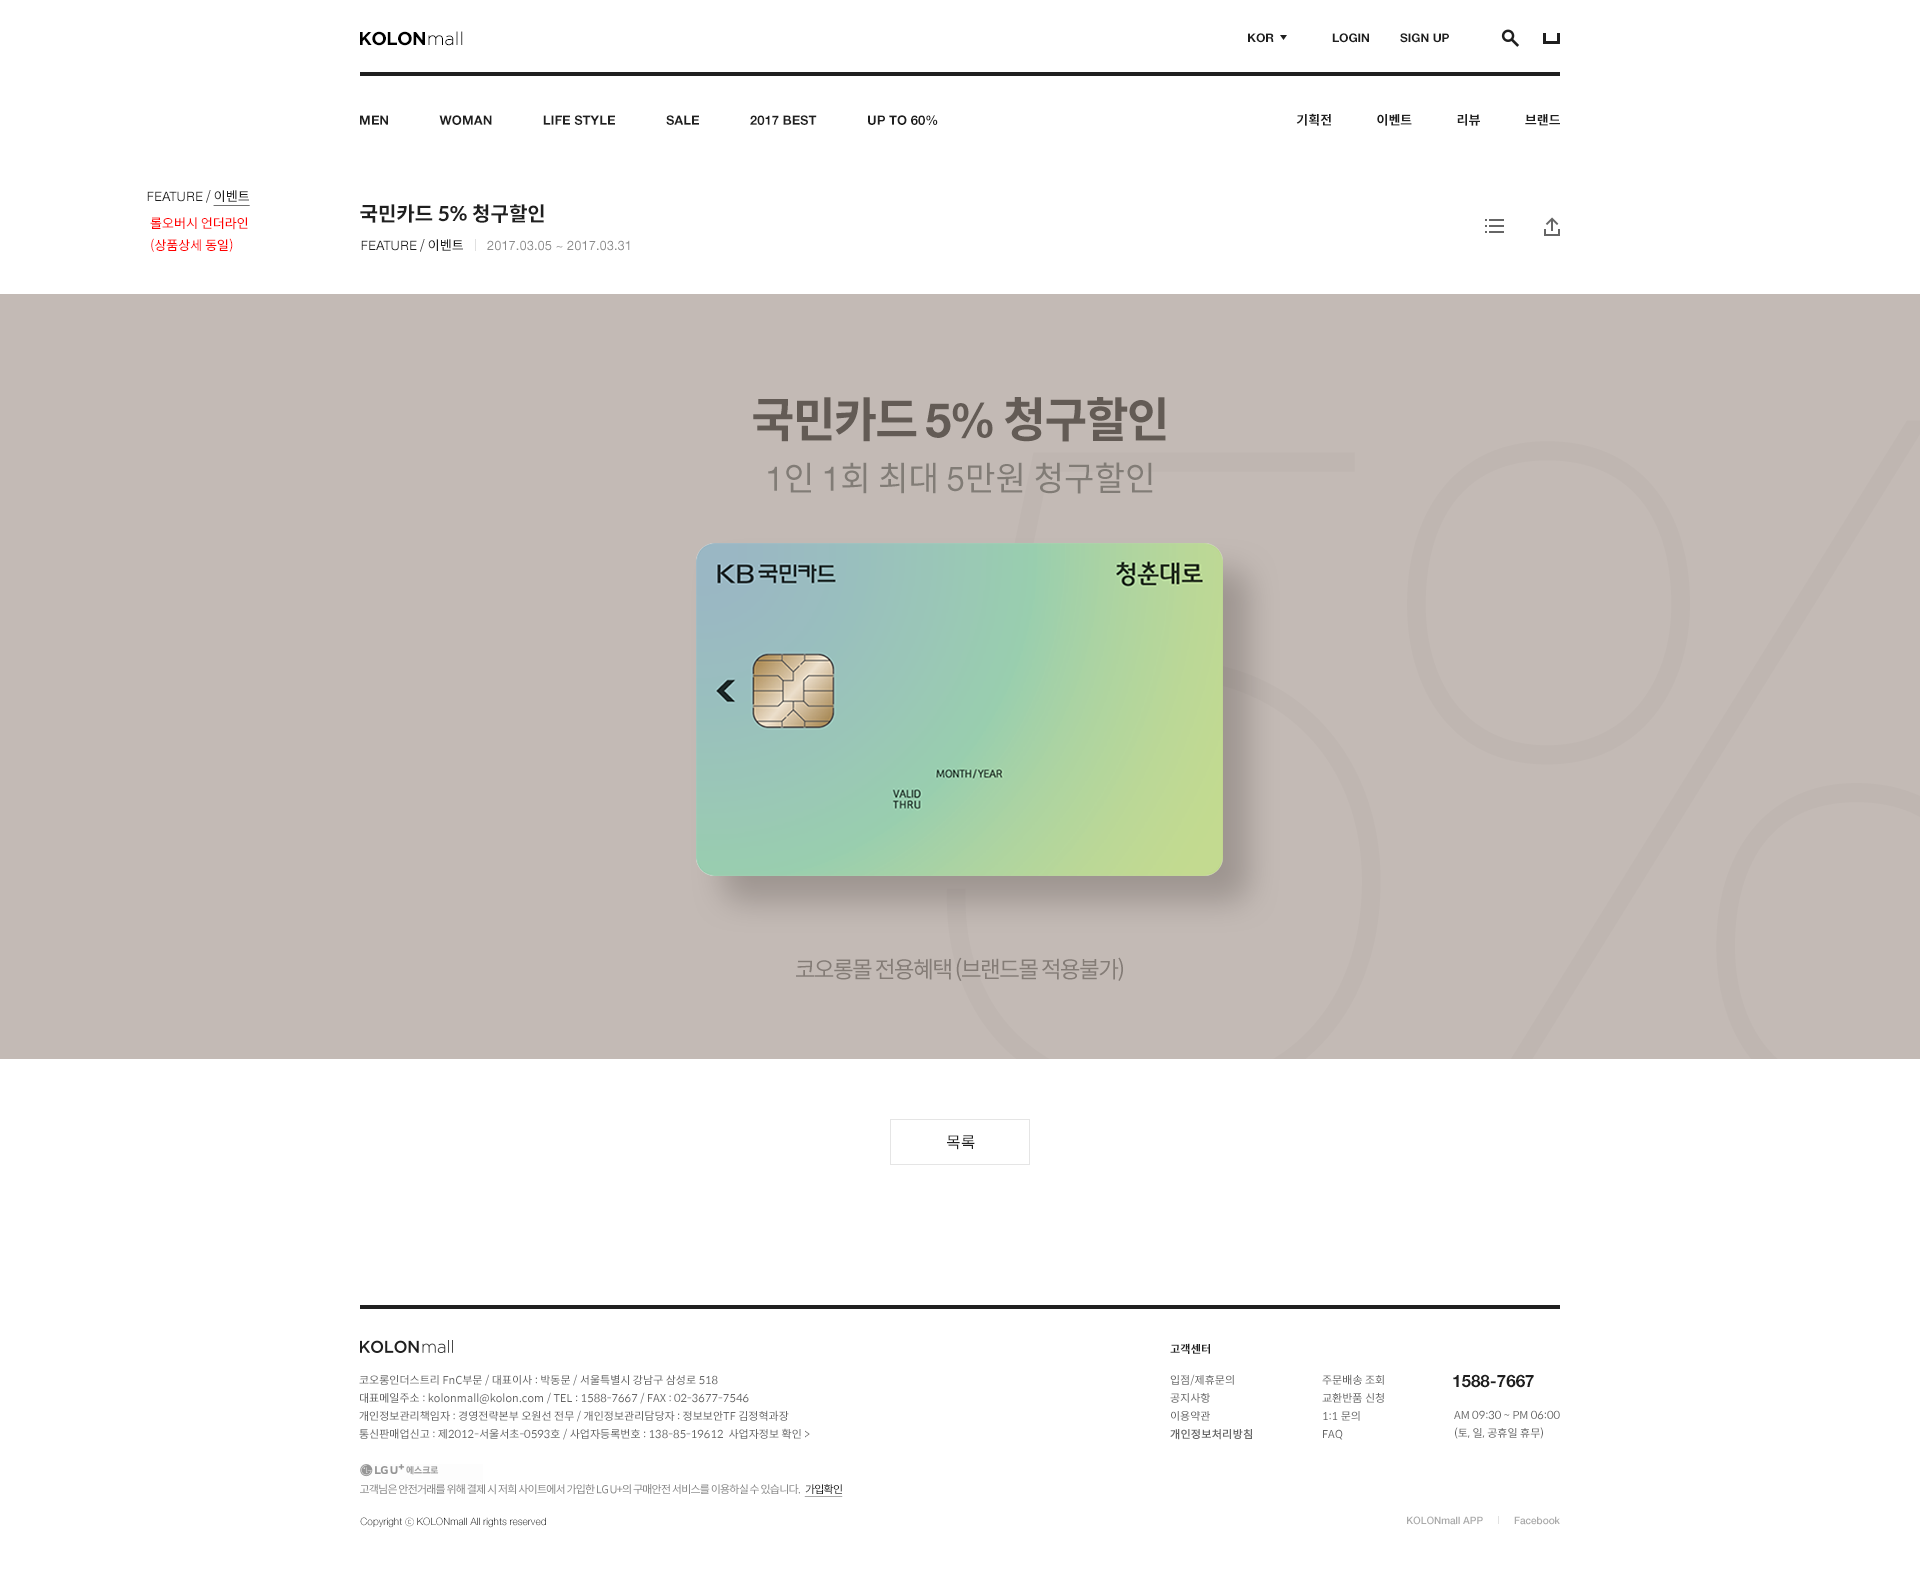 KOLONmall
KOR
LOGIN
SIGN UP
MEN
WOMAN
LIFE STYLE
SALE
2017 BEST
UP TO 60%
기획전
이벤트
리뷰
브랜드
FEATURE / 이벤트
롤오버시 언더라인
(상품상세 동일)
국민카드 5% 청구할인
FEATURE / 이벤트 | 2017.03.05 ~ 2017.03.31
5%
국민카드 5% 청구할인
1인 1회 최대 5만원 청구할인
KB 국민카드
청춘대로
MONTH/YEAR
VALID
THRU
코오롱몰 전용혜택 (브랜드몰 적용불가)
목록
KOLONmall
코오롱인더스트리 FnC부문 / 대표이사 : 박동문 / 서울특별시 강남구 삼성로 518
대표메일주소 : kolonmall@kolon.com / TEL : 1588-7667 / FAX : 02-3677-7546
개인정보관리책임자 : 경영전략본부 오원선 전무 / 개인정보관리담당자 : 정보보안TF 김정혁과장
통신판매업신고 : 제2012-서울서초-0593호 / 사업자등록번호 : 138-85-19612 사업자정보 확인 >
LG U+ 에스크로
고객님은 안전거래를 위해 결제 시 저희 사이트에서 가입한 LG U+의 구매안전 서비스를 이용하실 수 있습니다. 가입확인
Copyright ⓒ KOLONmall All rights reserved
고객센터
입점/제휴문의
공지사항
이용약관
개인정보처리방침
주문배송 조회
교환반품 신청
1:1 문의
FAQ
1588-7667
AM 09:30 ~ PM 06:00
(토, 일, 공휴일 휴무)
KOLONmall APP | Facebook